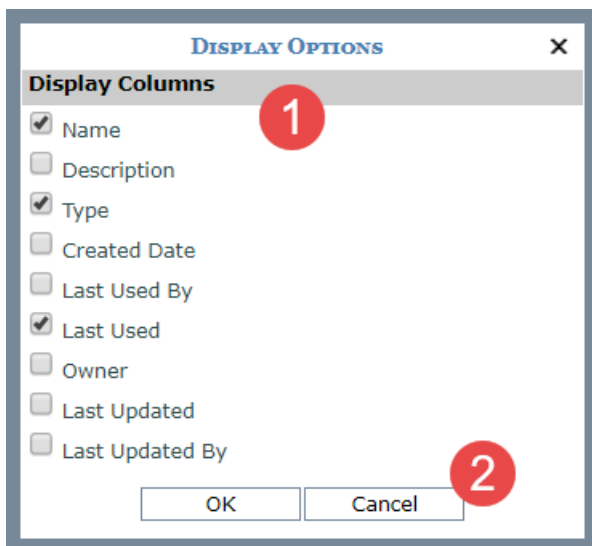 Display Options
Display Columns
1
Name
Description
Type
Created Date
Last Used By
Last Used
Owner
Last Updated
Last Updated By
2
OK Cancel